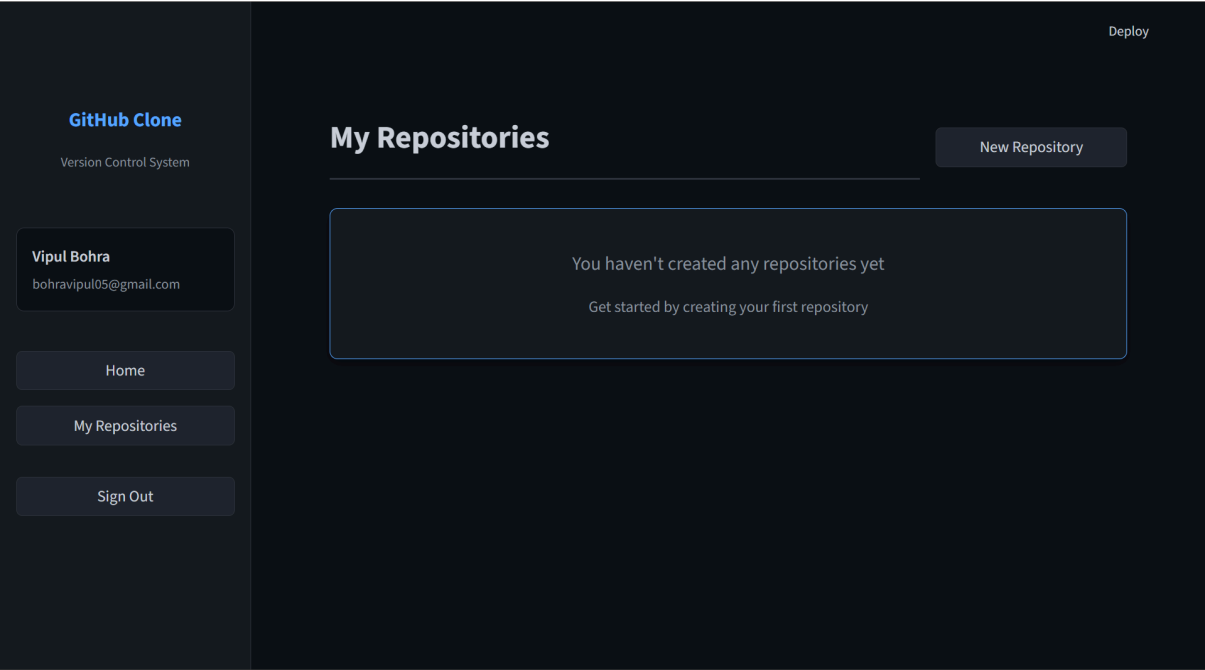 Deploy
GitHub Clone
Version Control System
Vipul Bohra
bohravipul05@gmail.com
Home
My Repositories
Sign Out
My Repositories
New Repository
You haven't created any repositories yet
Get started by creating your first repository